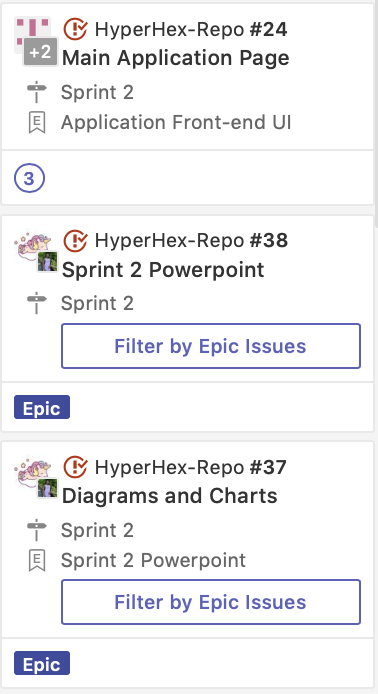 HyperHex-Repo #24
+2
Main Application Page
Sprint 2
E
Application Front-end UI
3
HyperHex-Repo #38
Sprint 2 Powerpoint
Sprint 2
Filter by Epic Issues
Epic
HyperHex-Repo #37
Diagrams and Charts
Sprint 2
E
Sprint 2 Powerpoint
Filter by Epic Issues
Epic